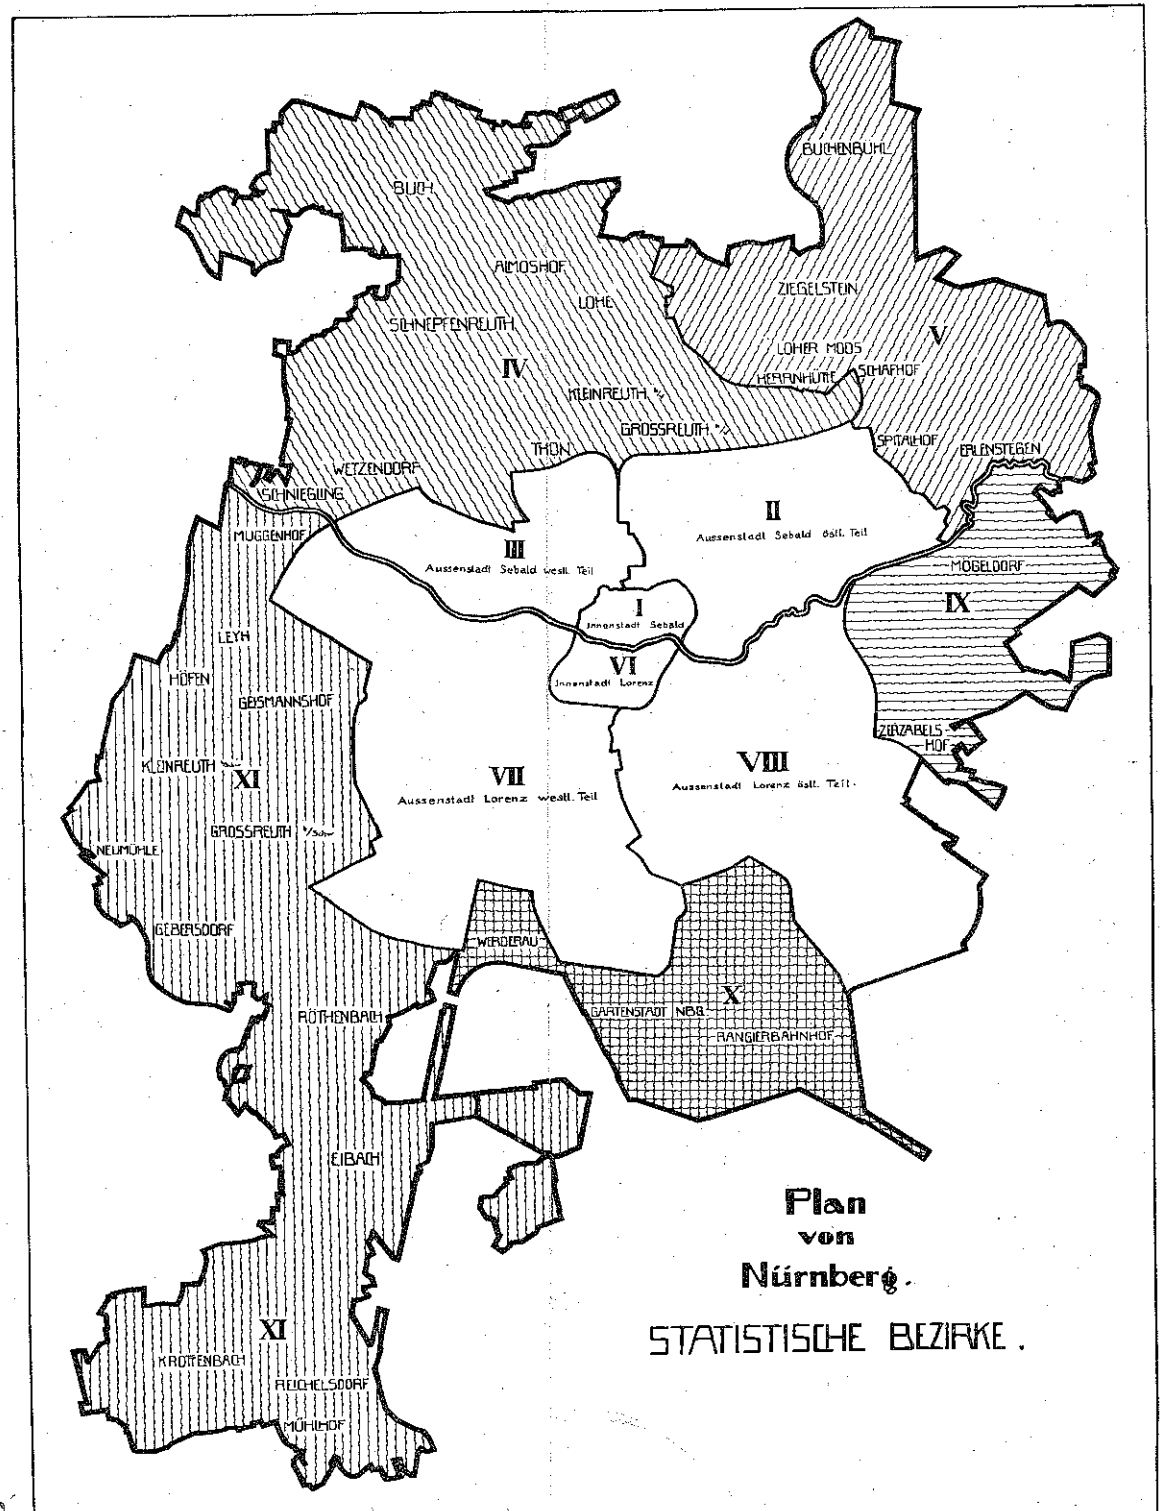 BUCHENBÜHL
BUCH
ALMOSHOF
ZIEGELSTEIN
LOHE
SCHNEPFENREUTH
V
LOHER MOOS
IV
SCHAFHOF
HERRNHÜTTE
KLEINREUTH
GROSSREUTH
SPITALHOF
THON
ERLENSTEGEN
WETZENDORF
SCHNIEGLING
II
Aussenstadt Sebald östl. Teil
MUGGENHOF
III
Aussenstadt Sebald westl. Teil
MÖGELDORF
IX
I
Innenstadt Sebald
LEYH
VI
Innenstadt Lorenz
HÖFEN
GEISMANNSHOF
ZERZABELS
HOF
KLEINREUTH
XI
VII
Aussenstadt Lorenz westl. Teil
VIII
Aussenstadt Lorenz östl. Teil.
GROSSREUTH b/Schw
NEUMÜHLE
GEBERSDORF
WERDERAU
X
GARTENSTADT NBG.
RÖTHENBACH
RANGIERBAHNHOF
EIBACH
Plan
von
Nürnberg.
STATISTISCHE BEZIRKE.
XI
KROTTENBACH
REICHELSDORF
MÜHLHOF